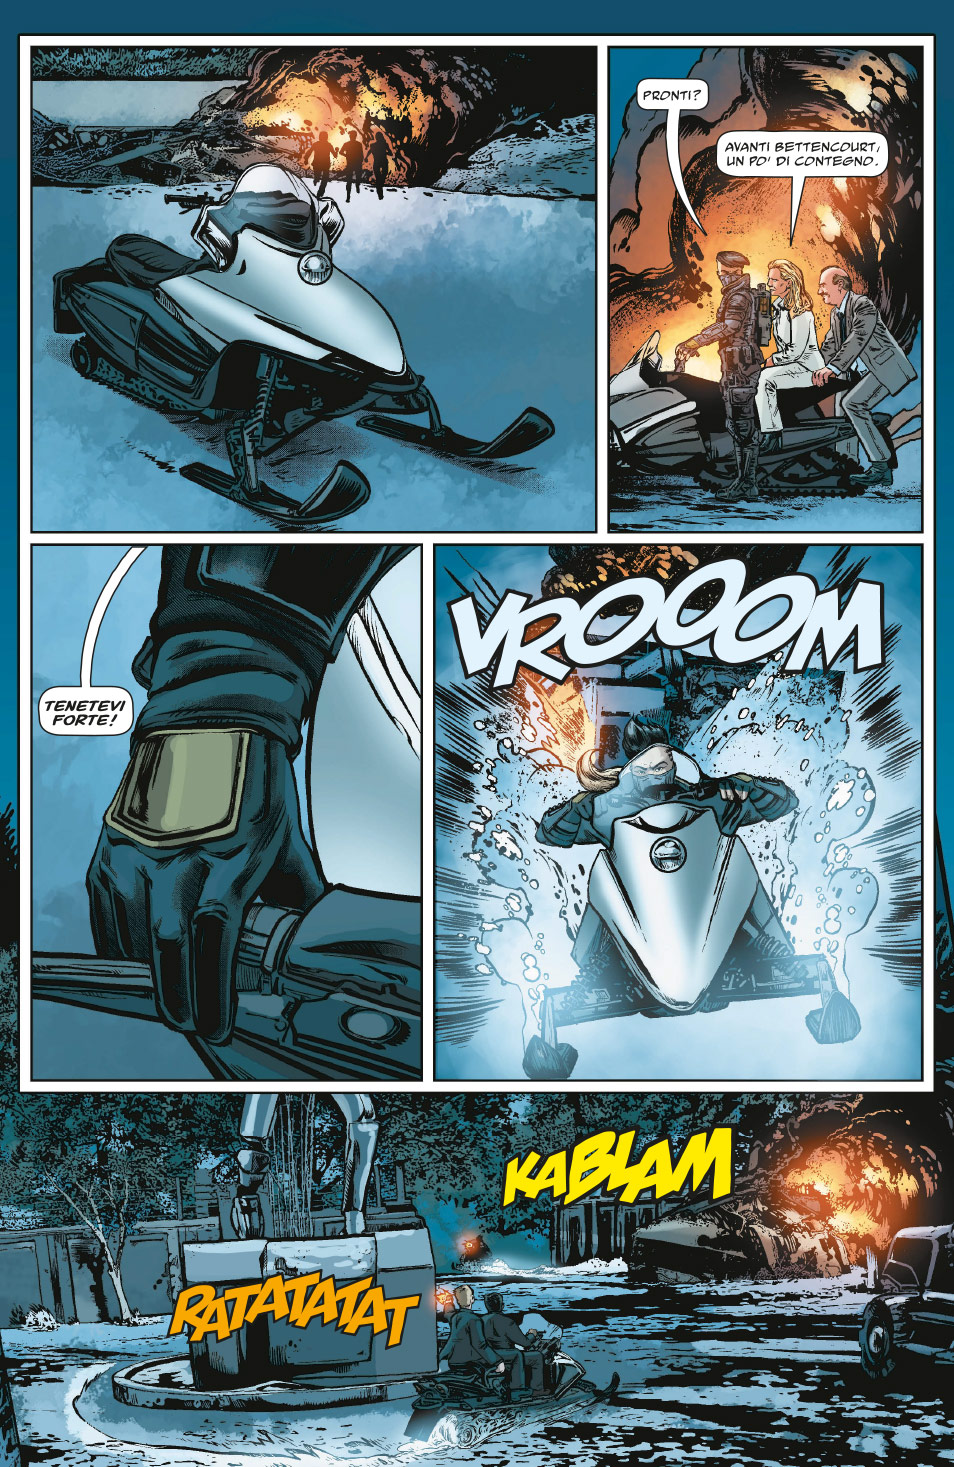 PRONTI?
AVANTI BETTENCOURT,
UN PO' DI CONTEGNO.
TENETEVI
FORTE!
VROOOM
KABLAM
RATATATAT